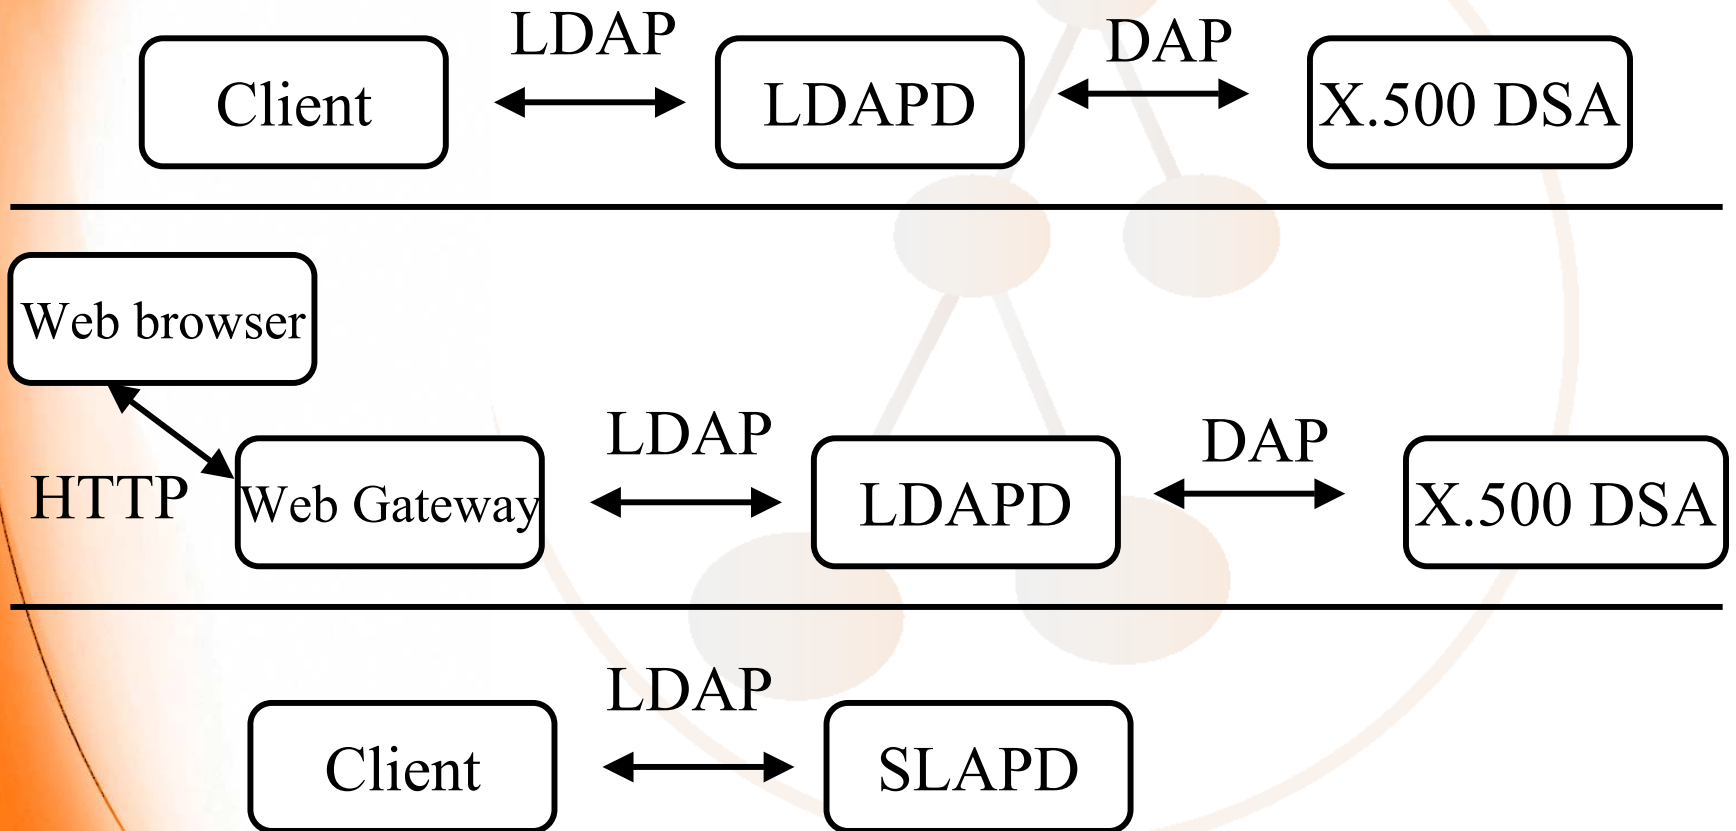 LDAP
DAP
Client
LDAPD
X.500 DSA
Web browser
LDAP
DAP
HTTP
Web Gateway
LDAPD
X.500 DSA
LDAP
Client
SLAPD